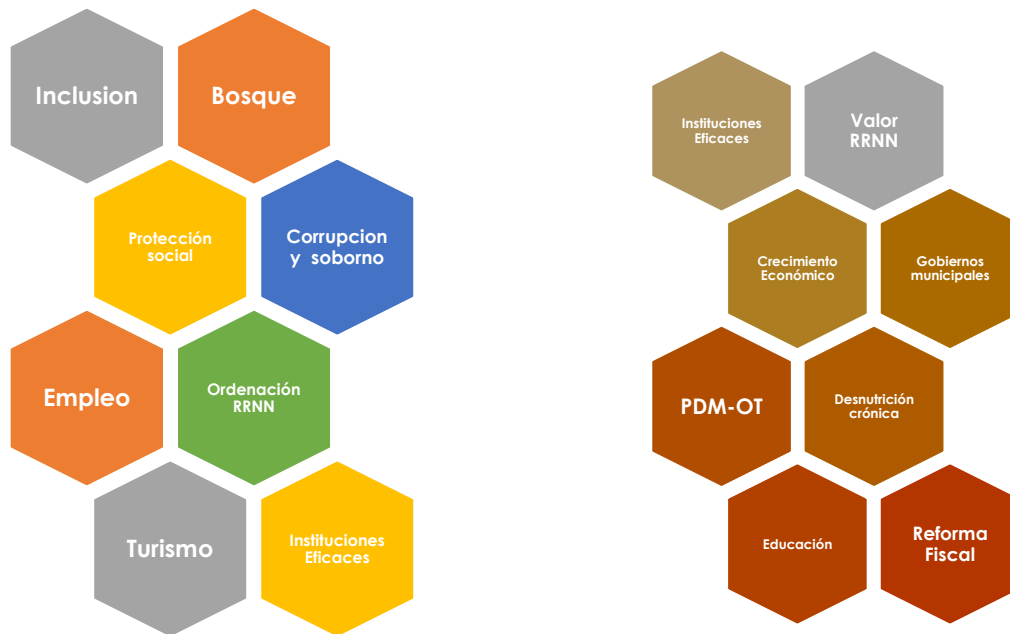 Inclusion
Bosque
Protección
social
Corrupcion
y soborno
Empleo
Ordenación
RRNN
Turismo
Instituciones
Eficaces
Instituciones
Eficaces
Valor
RRNN
Crecimiento
Económico
Gobiernos
municipales
PDM-OT
Desnutrición
crónica
Educación
Reforma
Fiscal